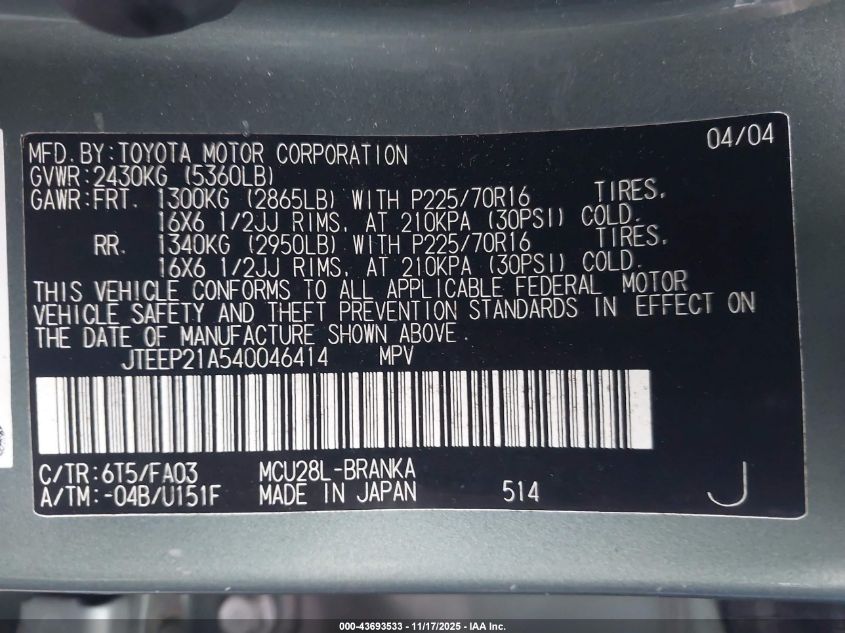 04/04
MFD. BY: TOYOTA MOTOR CORPORATION
GVWR: 2430KG (5360LB)
GAWR: FRT. 1300KG (2865LB) WITH P225/70R16 TIRES,
16X6 1/2JJ RIMS, AT 210KPA (30PSI) COLD.
RR. 1340KG (2950LB) WITH P225/70R16 TIRES,
16X6 1/2JJ RIMS, AT 210KPA (30PSI) COLD.
THIS VEHICLE CONFORMS TO ALL APPLICABLE FEDERAL MOTOR
VEHICLE SAFETY AND THEFT PREVENTION STANDARDS IN EFFECT ON
THE DATE OF MANUFACTURE SHOWN ABOVE.
JTEEP21A540046414 MPV
C/TR: 6T5/FA03 MCU28L-BRANKA
A/TM: -04B/U151F MADE IN JAPAN 514 J
000-43693533 - 11/17/2025 - IAA Inc.